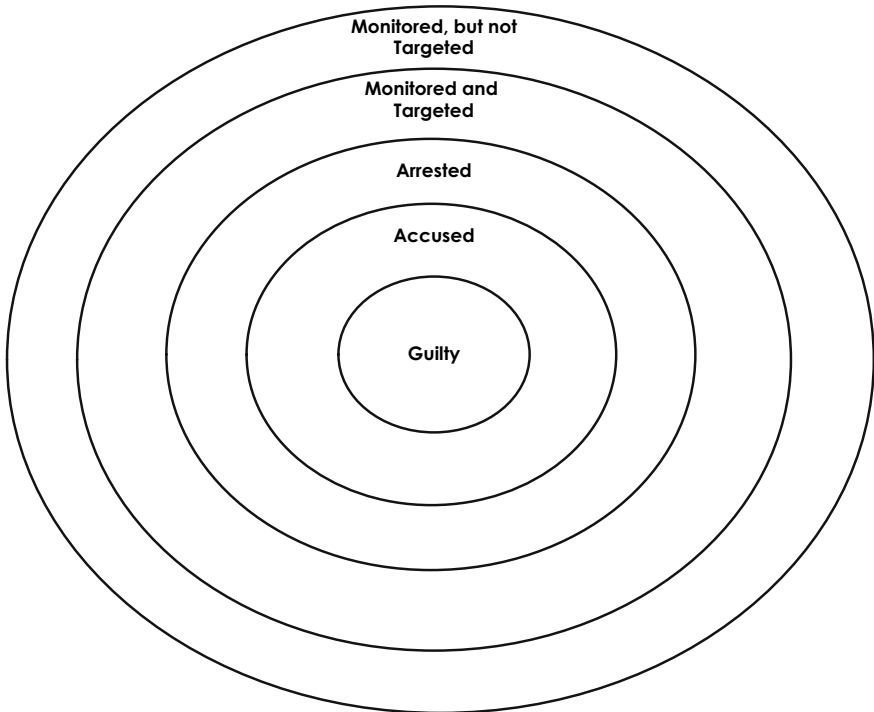 Monitored, but not
Targeted
Monitored and
Targeted
Arrested
Accused
Guilty